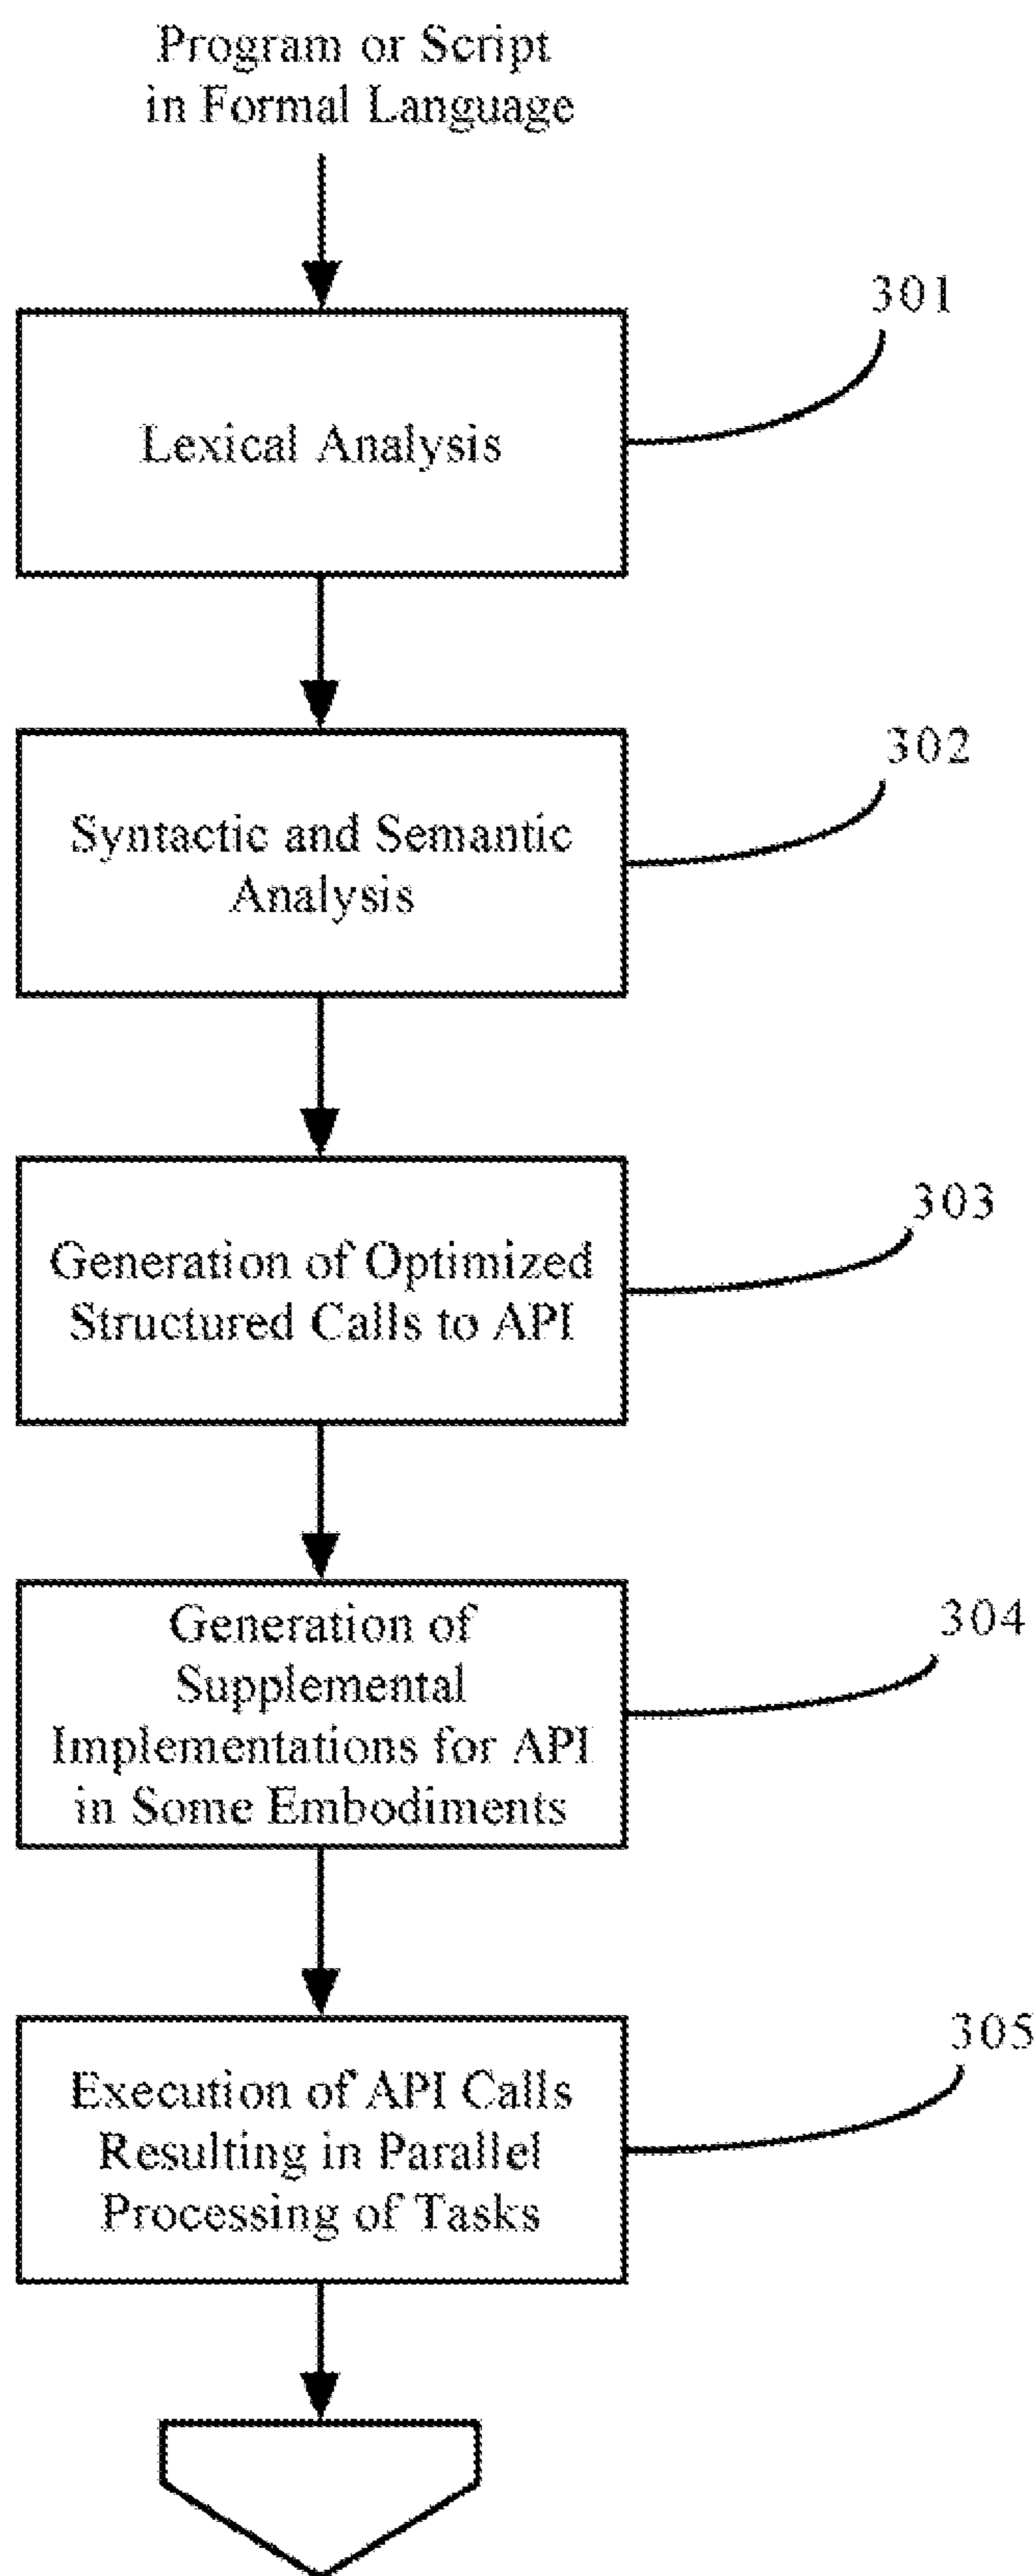 Program or Script
in Formal Language
301
Lexical Analysis
302
Syntactic and Semantic
Analysis
303
Generation of Optimized
Structured Calls to API
304
Generation of
Supplemental
Implementations for API
in Some Embodiments
305
Execution of API Calls
Resulting in Parallel
Processing of Tasks